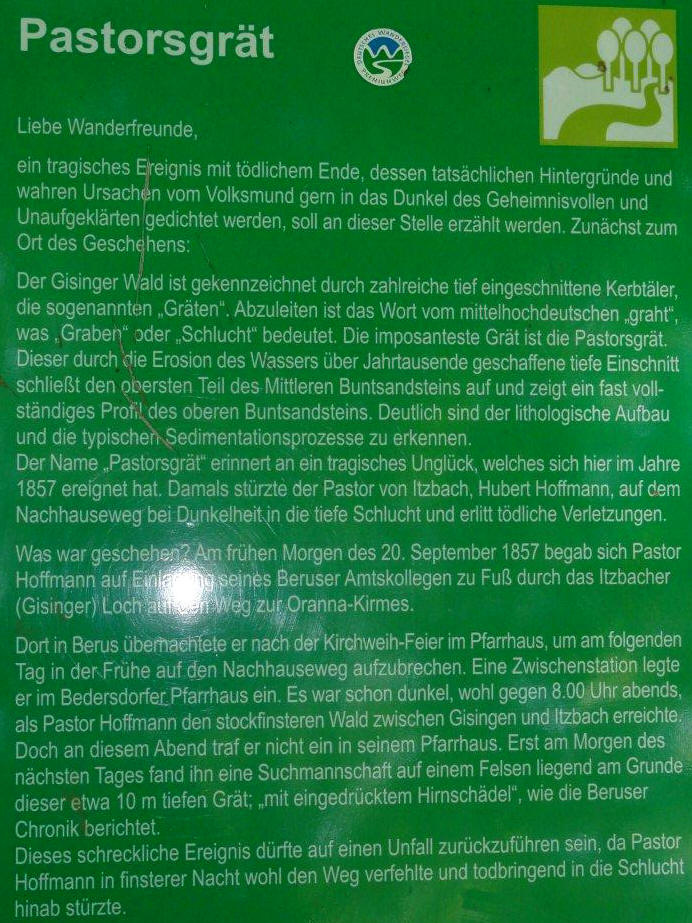 Pastorsgrät
DEUTSCHES WANDERSIEGEL
PREMIUMWEG
Liebe Wanderfreunde,
ein tragisches Ereignis mit tödlichem Ende, dessen tatsächlichen Hintergründe und
wahren Ursachen vom Volksmund gern in das Dunkel des Geheimnisvollen und
Unaufgeklärten gedichtet werden, soll an dieser Stelle erzählt werden. Zunächst zum
Ort des Geschehens:
Der Gisinger Wald ist gekennzeichnet durch zahlreiche tief eingeschnittene Kerbtäler,
die sogenannten „Gräten“. Abzuleiten ist das Wort vom mittelhochdeutschen „graht“,
was „Graben“ oder „Schlucht“ bedeutet. Die imposanteste Grät ist die Pastorsgrät.
Dieser durch die Erosion des Wassers über Jahrtausende geschaffene tiefe Einschnitt
schließt den obersten Teil des Mittleren Buntsandsteins auf und zeigt ein fast voll-
ständiges Profil des oberen Buntsandsteins. Deutlich sind der lithologische Aufbau
und die typischen Sedimentationsprozesse zu erkennen.
Der Name „Pastorsgrät“ erinnert an ein tragisches Unglück, welches sich hier im Jahre
1857 ereignet hat. Damals stürzte der Pastor von Itzbach, Hubert Hoffmann, auf dem
Nachhauseweg bei Dunkelheit in die tiefe Schlucht und erlitt tödliche Verletzungen.
Was war geschehen? Am frühen Morgen des 20. September 1857 begab sich Pastor
Hoffmann auf Einladung seines Beruser Amtskollegen zu Fuß durch das Itzbacher
(Gisinger) Loch auf den Weg zur Oranna-Kirmes.
Dort in Berus übernachtete er nach der Kirchweih-Feier im Pfarrhaus, um am folgenden
Tag in der Frühe auf den Nachhauseweg aufzubrechen. Eine Zwischenstation legte
er im Bedersdorfer Pfarrhaus ein. Es war schon dunkel, wohl gegen 8.00 Uhr abends,
als Pastor Hoffmann den stockfinsteren Wald zwischen Gisingen und Itzbach erreichte.
Doch an diesem Abend traf er nicht ein in seinem Pfarrhaus. Erst am Morgen des
nächsten Tages fand ihn eine Suchmannschaft auf einem Felsen liegend am Grunde
dieser etwa 10 m tiefen Grät; „mit eingedrücktem Hirnschädel“, wie die Beruser
Chronik berichtet.
Dieses schreckliche Ereignis dürfte auf einen Unfall zurückzuführen sein, da Pastor
Hoffmann in finsterer Nacht wohl den Weg verfehlte und todbringend in die Schlucht
hinab stürzte.